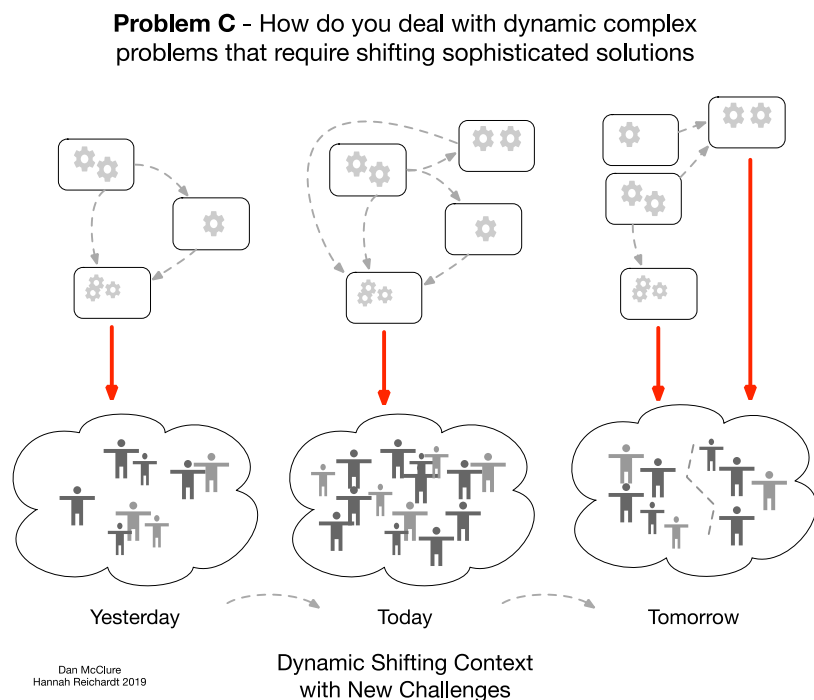 Problem C - How do you deal with dynamic complex
problems that require shifting sophisticated solutions
Yesterday
Today
Tomorrow
Dynamic Shifting Context
with New Challenges
Dan McClure
Hannah Reichardt 2019